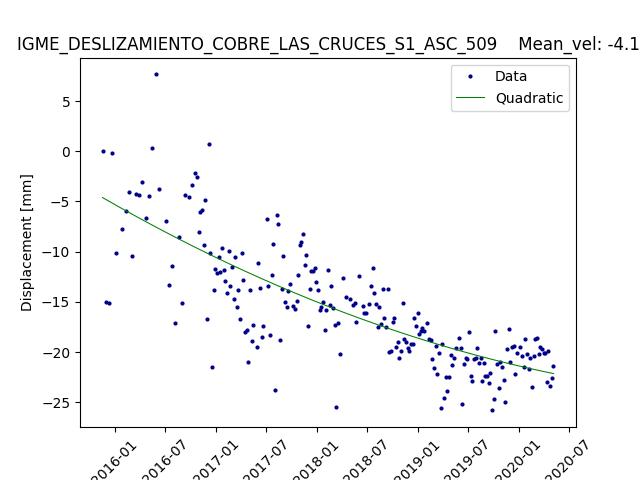 IGME_DESLIZAMIENTO_COBRE_LAS_CRUCES_S1_ASC_509 Mean_vel: -4.1
Data
Quadratic
Displacement [mm]
5
0
−5
−10
−15
−20
−25
2016-01 2016-07 2017-01 2017-07 2018-01 2018-07 2019-01 2019-07 2020-01 2020-07